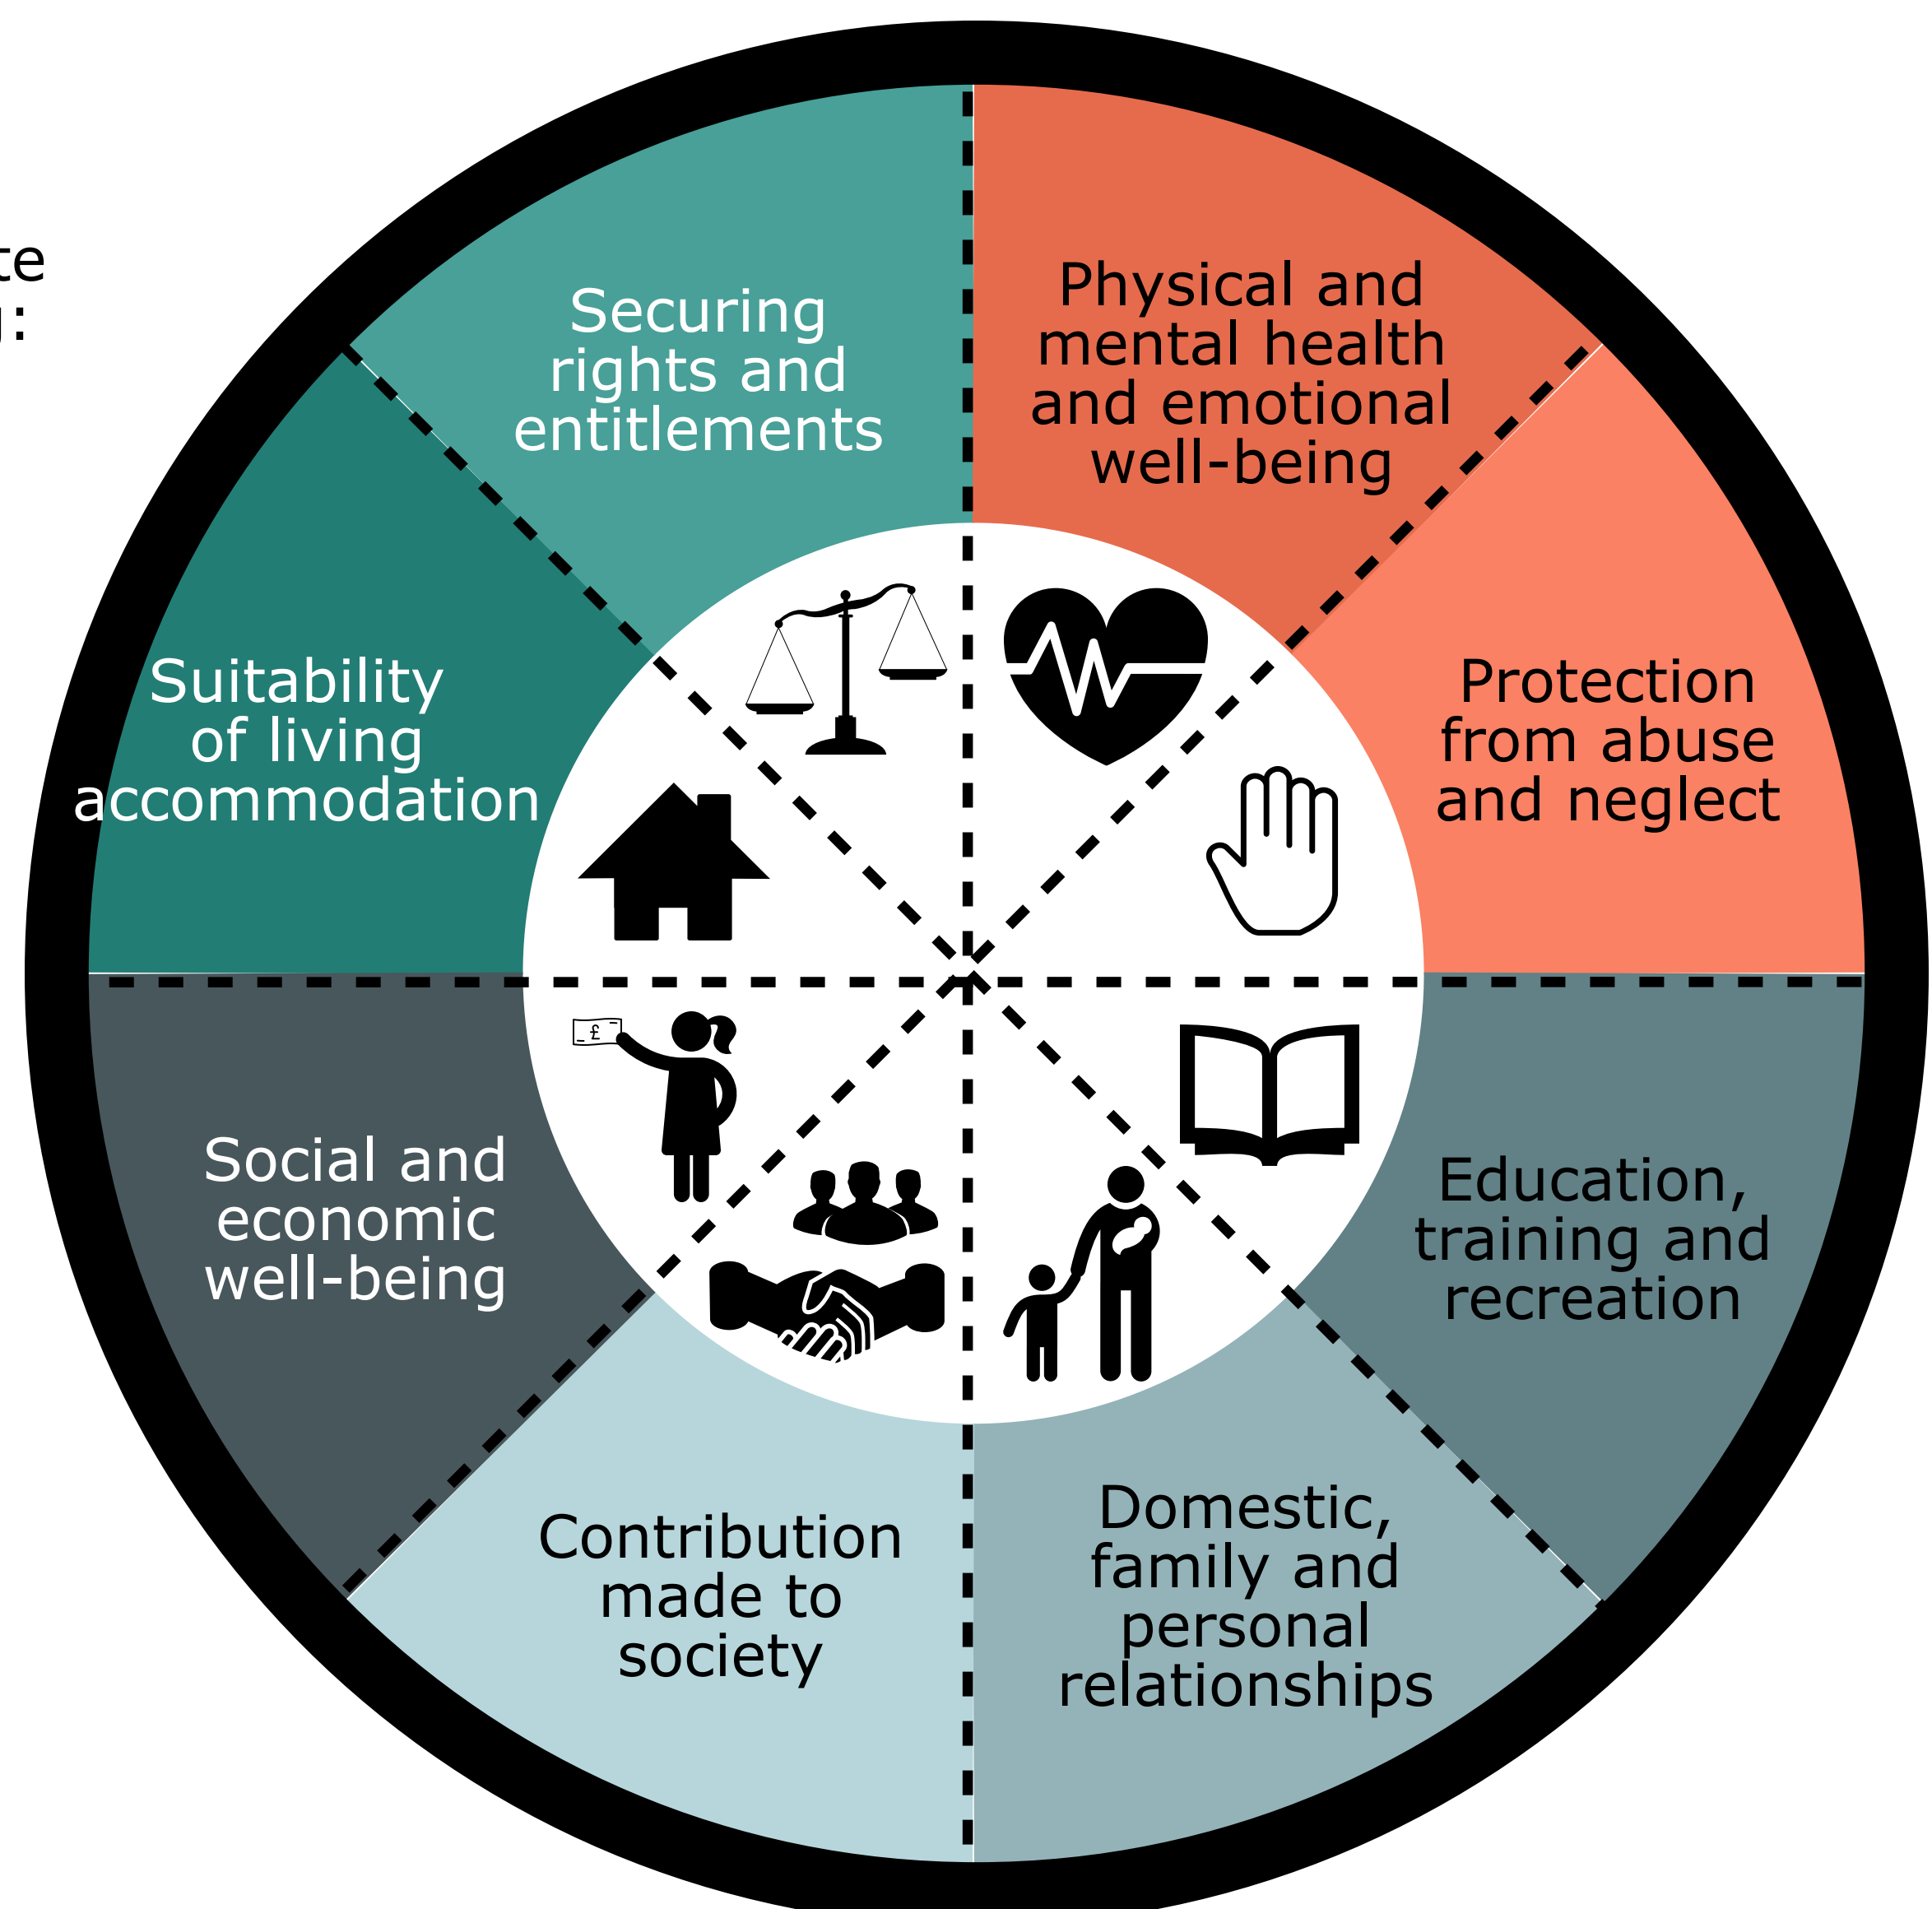 Securing
rights and
entitlements
Physical and
mental health
and emotional
well-being
Protection
from abuse
and neglect
Education,
training and
recreation
Domestic,
family and
personal
relationships
Contribution
made to
society
Social and
economic
well-being
£
Suitability
of living
accommodation